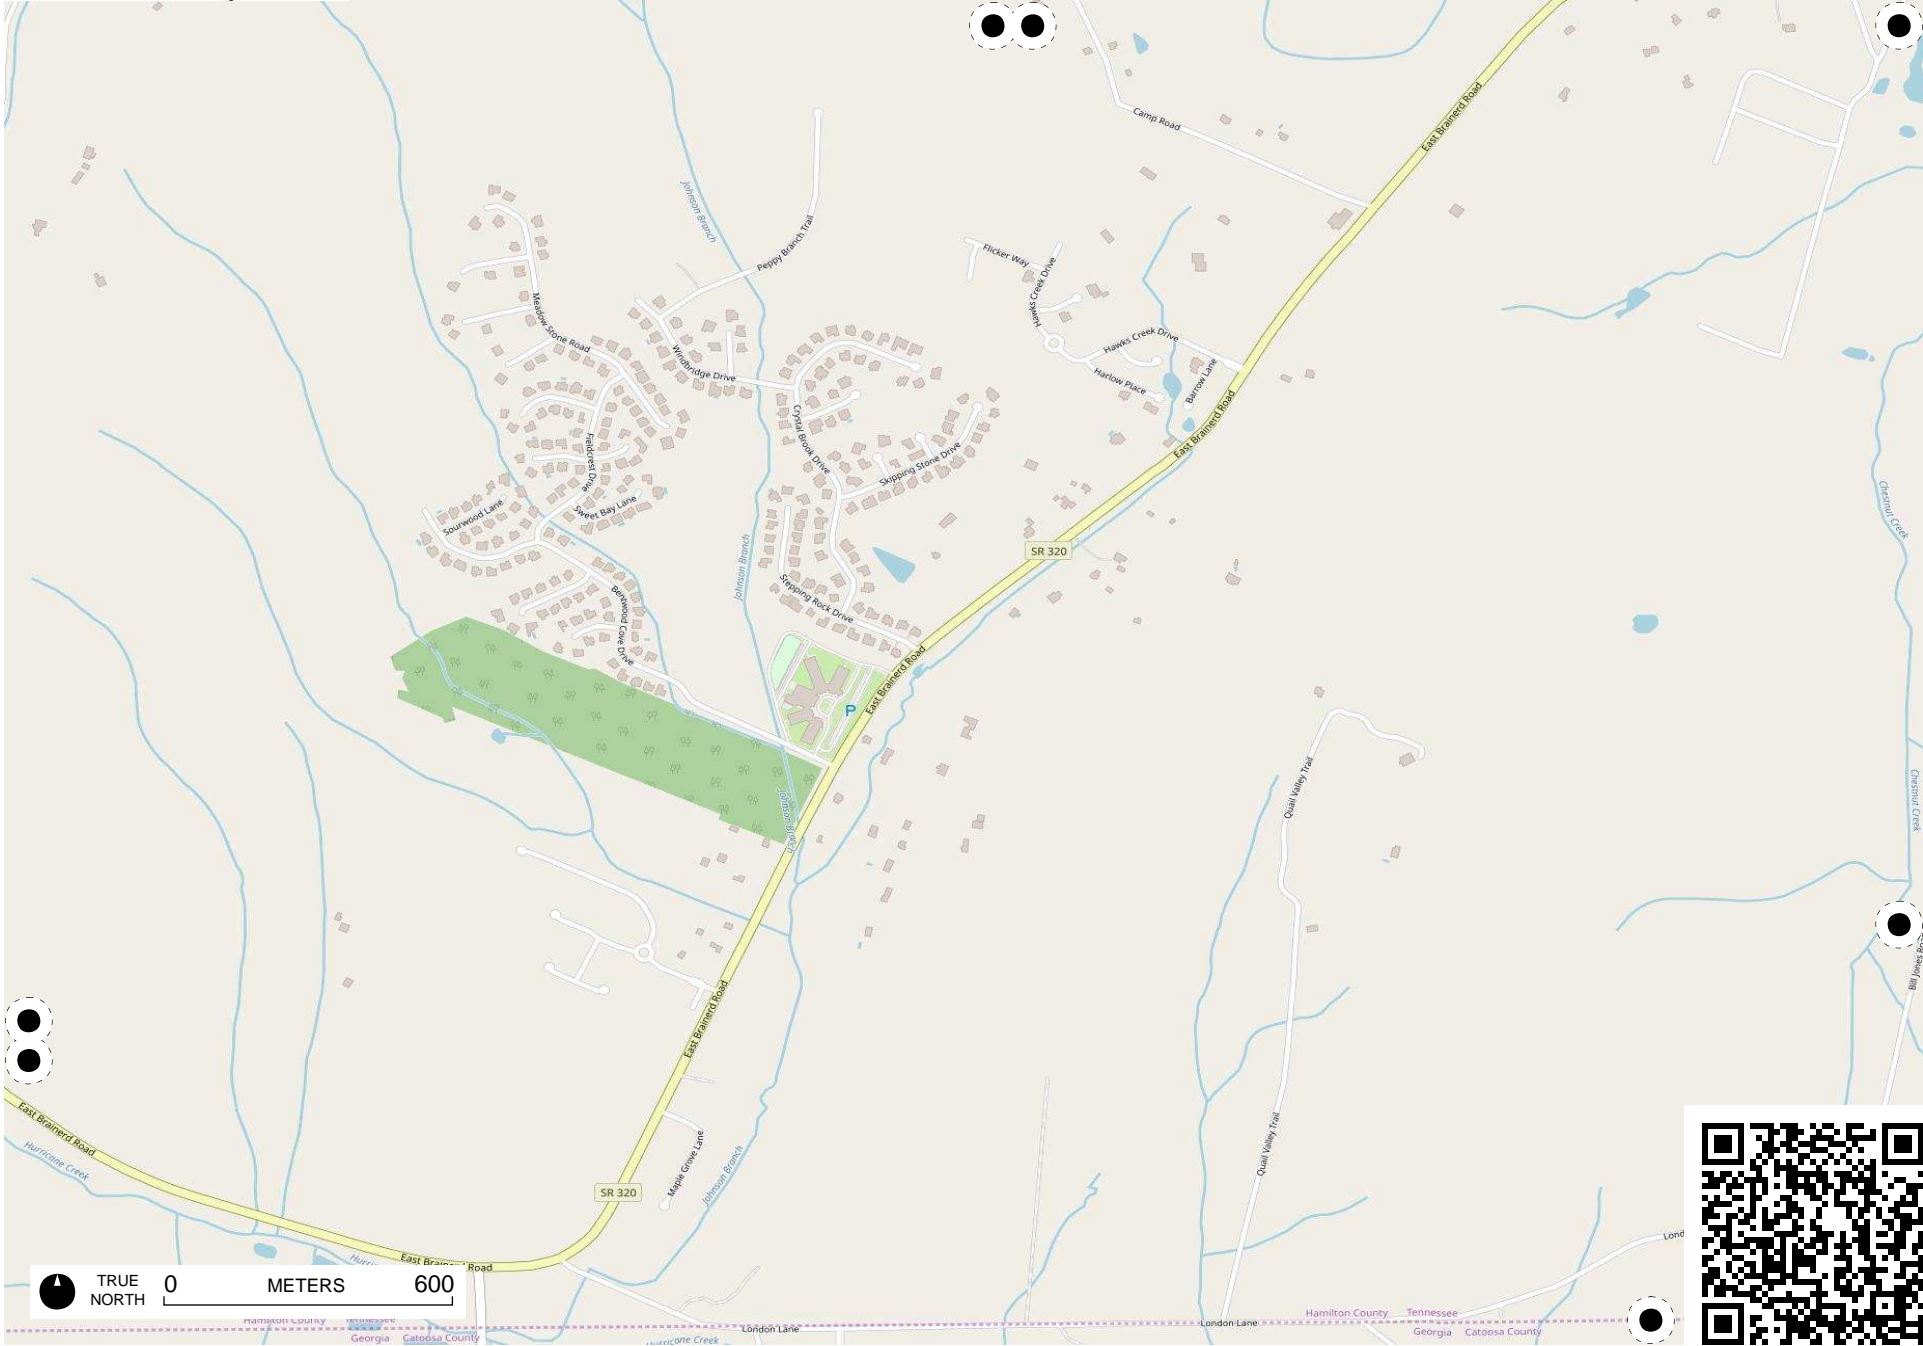 Camp Road
East Brainerd Road
Johnson Branch
Peppy Branch Trail
Flicker Way
Hawks Creek Drive
Meadow Stone Road
Windbridge Drive
Hawks Creek Drive
Harlow Place
Barrow Lane
East Brainerd Road
Crystal Brook Drive
Fieldcrest Drive
Skipping Stone Drive
Sourwood Lane
Sweet Bay Lane
Chestnut Creek
Johnson Branch
SR 320
Bentwood Cove Drive
Stepping Rock Drive
East Brainerd Road
P
Quail Valley Trail
Chestnut Creek
Johnson Branch
Bill Jones
East Brainerd Road
East Brainerd Road
Hurricane Creek
Maple Grove Lane
Johnson Branch
Quail Valley Trail
SR 320
East Brainerd Road
TRUE
NORTH
0 METERS 600
Hamilton County Tennessee
Georgia Catoosa County
Hurricane Creek
London Lane
London Lane
Hamilton County Tennessee
Georgia Catoosa County